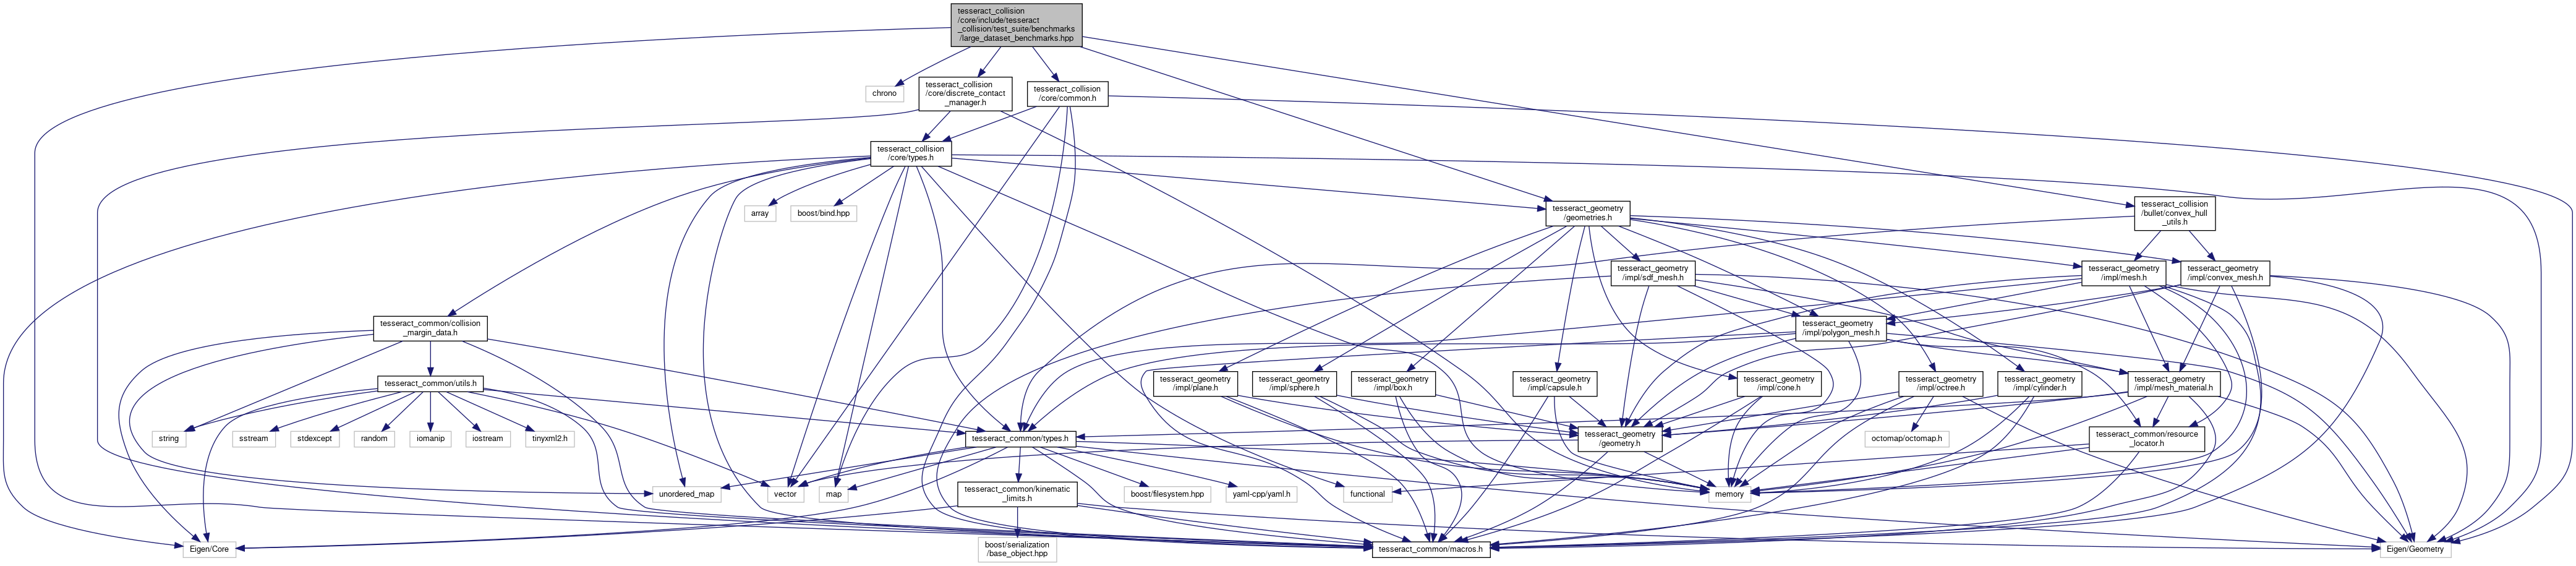 tesseract_collision
/core/include/tesseract
_collision/test_suite/benchmarks
/large_dataset_benchmarks.hpp
chrono
tesseract_collision
/core/discrete_contact
_manager.h
tesseract_collision
/core/common.h
tesseract_collision
/core/types.h
array
boost/bind.hpp
tesseract_geometry
/geometries.h
tesseract_collision
/bullet/convex_hull
_utils.h
tesseract_geometry
/impl/sdf_mesh.h
tesseract_geometry
/impl/mesh.h
tesseract_geometry
/impl/convex_mesh.h
tesseract_common/collision
_margin_data.h
tesseract_geometry
/impl/polygon_mesh.h
tesseract_common/utils.h
tesseract_geometry
/impl/plane.h
tesseract_geometry
/impl/sphere.h
tesseract_geometry
/impl/box.h
tesseract_geometry
/impl/capsule.h
tesseract_geometry
/impl/cone.h
tesseract_geometry
/impl/octree.h
tesseract_geometry
/impl/cylinder.h
tesseract_geometry
/impl/mesh_material.h
string
sstream
stdexcept
random
iomanip
iostream
tinyxml2.h
tesseract_common/types.h
tesseract_geometry
/geometry.h
octomap/octomap.h
tesseract_common/resource
_locator.h
unordered_map
vector
map
tesseract_common/kinematic
_limits.h
boost/filesystem.hpp
yaml-cpp/yaml.h
functional
memory
Eigen/Core
boost/serialization
/base_object.hpp
tesseract_common/macros.h
Eigen/Geometry